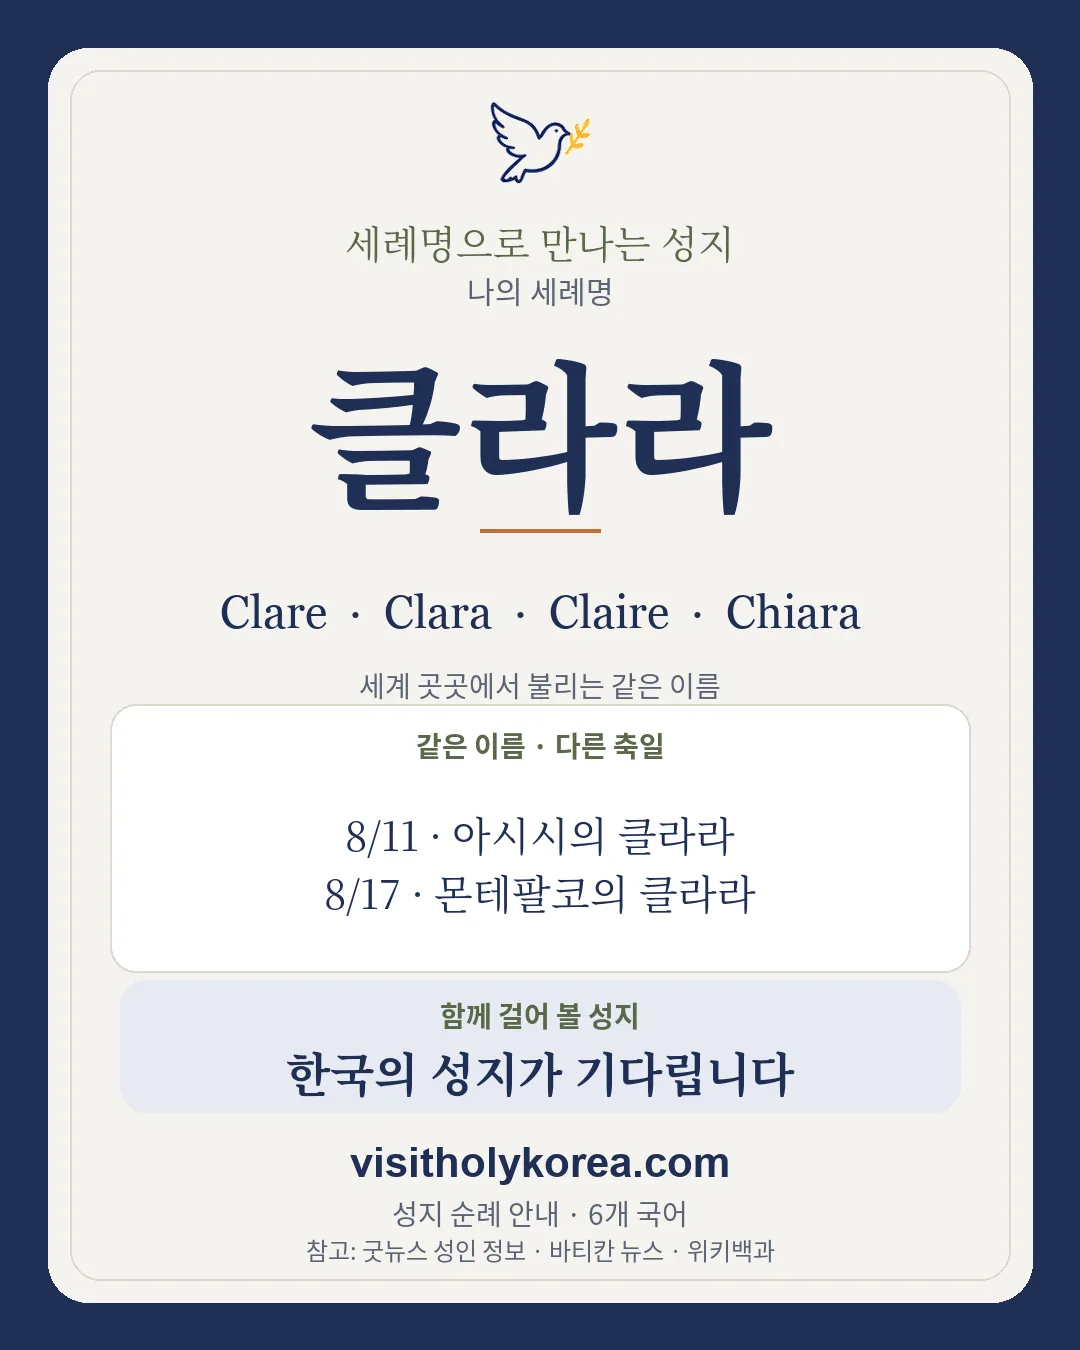 세례명으로 만나는 성지
나의 세례명
클라라
Clare · Clara · Claire · Chiara
세계 곳곳에서 불리는 같은 이름
같은 이름 · 다른 축일
8/11 · 아시시의 클라라
8/17 · 몬테팔코의 클라라
함께 걸어 볼 성지
한국의 성지가 기다립니다
visitholykorea.com
성지 순례 안내 · 6개 국어
참고: 굿뉴스 성인 정보 · 바티칸 뉴스 · 위키백과